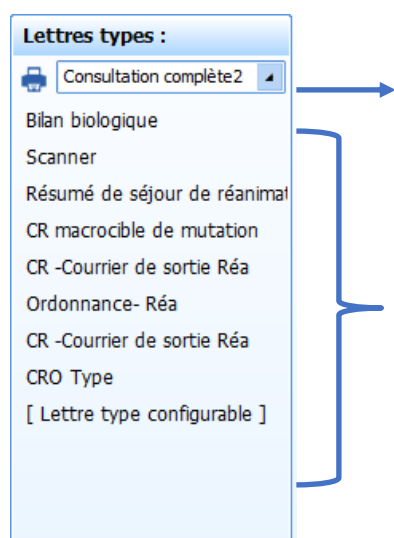 Lettres types :
Consultation complète2
Bilan biologique
Scanner
Résumé de séjour de réanimat
CR macrocible de mutation
CR -Courrier de sortie Réa
Ordonnance- Réa
CR -Courrier de sortie Réa
CRO Type
[ Lettre type configurable ]